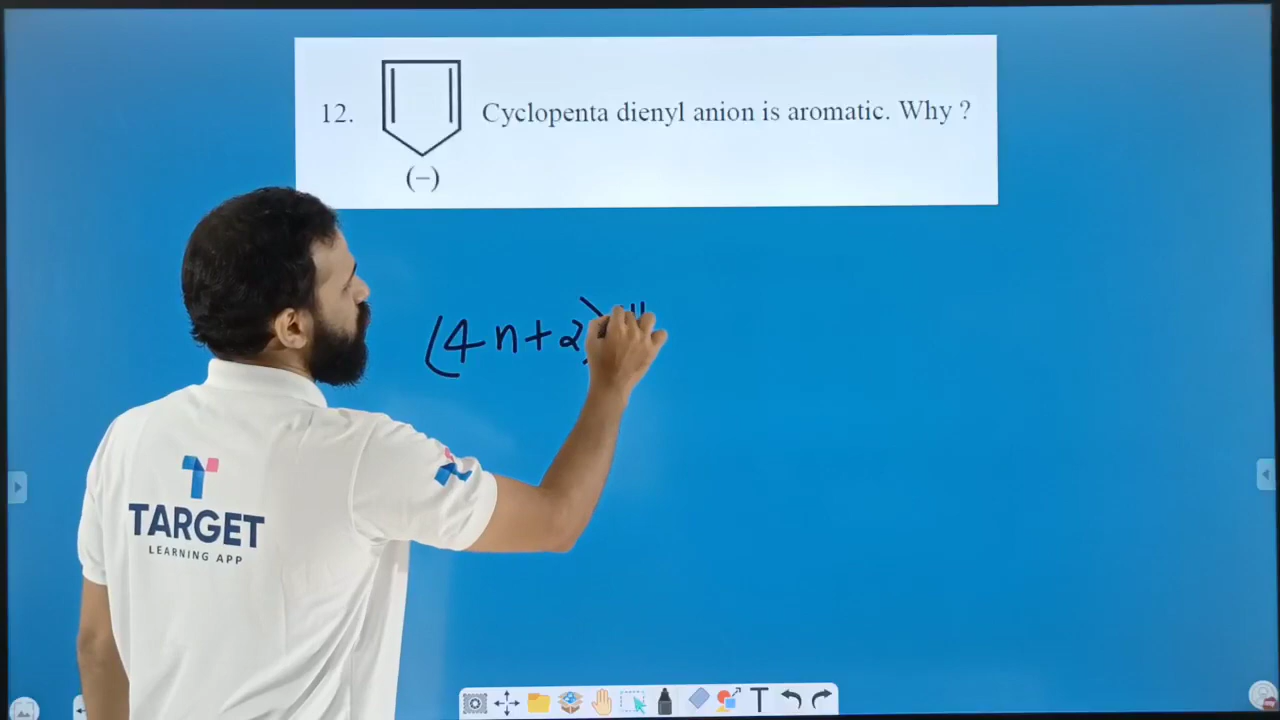 12. Cyclopenta dienyl anion is aromatic. Why ?
(−)
(4n+2)
TARGET
LEARNING APP
T